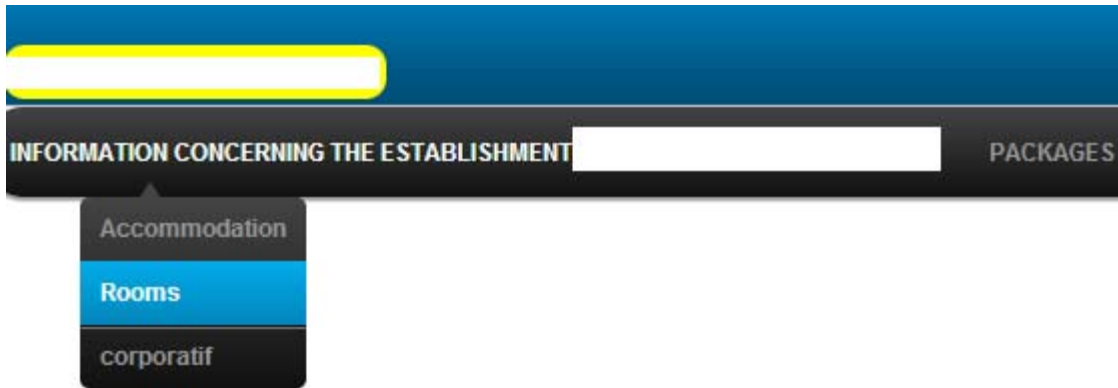 INFORMATION CONCERNING THE ESTABLISHMENT PACKAGES
Accommodation
Rooms
corporatif